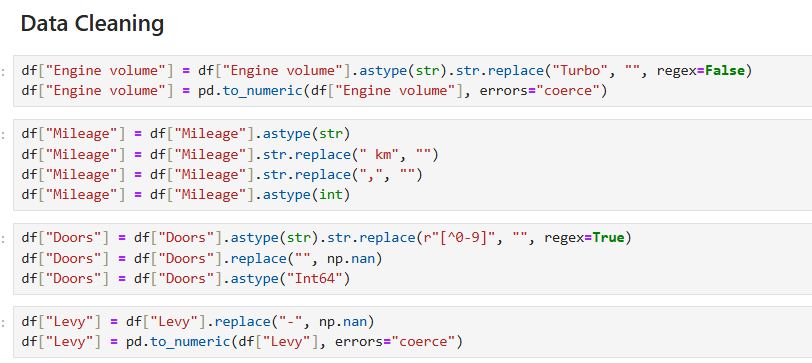 Data Cleaning
df["Engine volume"] = df["Engine volume"].astype(str).str.replace("Turbo", "", regex=False)
df["Engine volume"] = pd.to_numeric(df["Engine volume"], errors="coerce")
df["Mileage"] = df["Mileage"].astype(str)
df["Mileage"] = df["Mileage"].str.replace(" km", "")
df["Mileage"] = df["Mileage"].str.replace(",", "")
df["Mileage"] = df["Mileage"].astype(int)
df["Doors"] = df["Doors"].astype(str).str.replace(r"[^0-9]", "", regex=True)
df["Doors"] = df["Doors"].replace("", np.nan)
df["Doors"] = df["Doors"].astype("Int64")
df["Levy"] = df["Levy"].replace("-", np.nan)
df["Levy"] = pd.to_numeric(df["Levy"], errors="coerce")